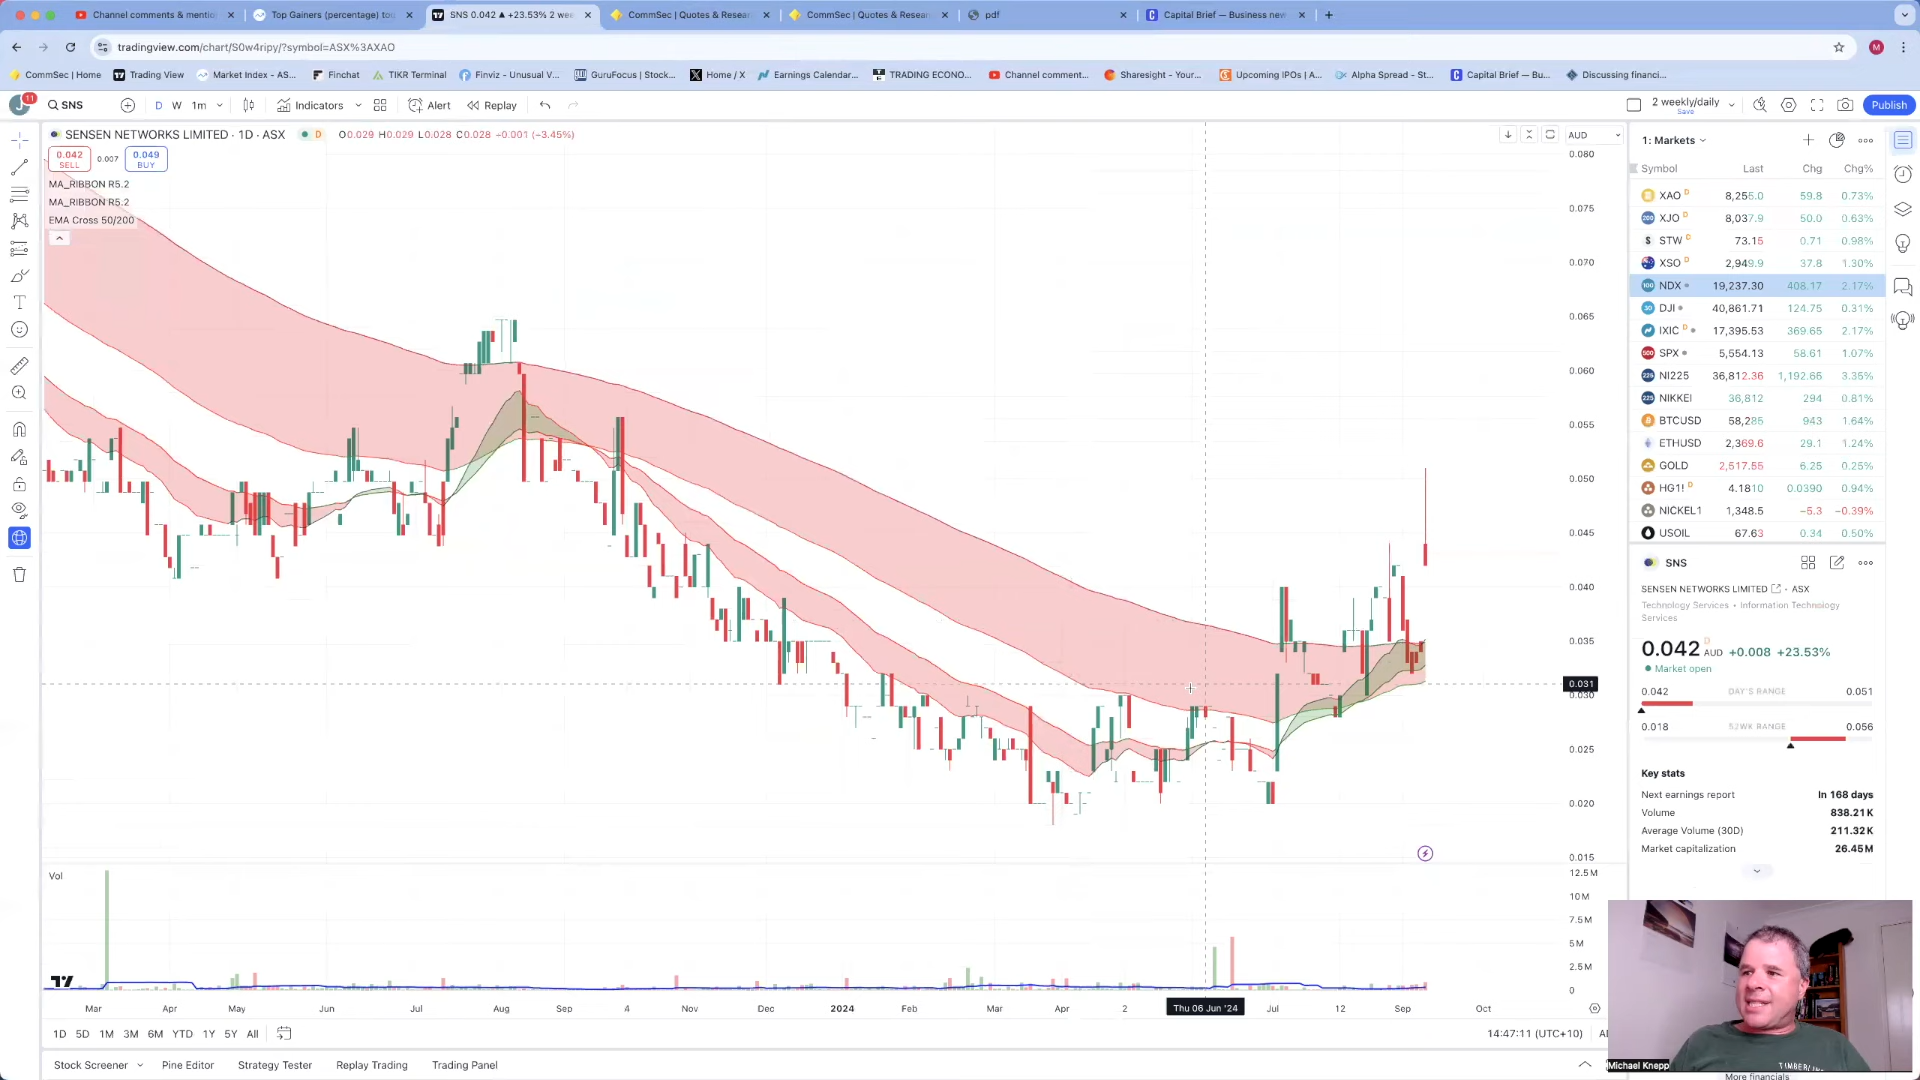 Channel comments & mentio
Top Gainers (percentage) to
SNS 0.042 ▲ +23.53% 2 we
CommSec | Quotes & Resea
CommSec | Quotes & Resea
pdf
Capital Brief — Business new
tradingview.com/chart/S0w4ripy/?symbol=ASX%3AXAO
CommSec | Home
Trading View
Market Index - AS...
Finchat
TIKR Terminal
Finviz - Unusual V...
GuruFocus | Stock...
Home / X
Earnings Calendar...
TRADING ECONO...
Channel comment...
Sharesight - Your...
Upcoming IPOs | A...
Alpha Spread - St...
Capital Brief — Bu...
Discussing financi...
11
SNS
D W 1m
Indicators
Alert
Replay
2 weekly/daily
Save
Publish
SENSEN NETWORKS LIMITED · 1D · ASX
D
O0.029 H0.029 L0.028 C0.028 −0.001 (−3.45%)
0.042
SELL
0.007
0.049
BUY
MA_RIBBON R5.2
MA_RIBBON R5.2
EMA Cross 50/200
AUD
0.080
0.075
0.070
0.065
0.060
0.055
0.050
0.045
0.040
0.035
0.031
0.030
0.025
0.020
0.015
Vol
12.5 M
10 M
7.5 M
5 M
2.5 M
0
Mar Apr May Jun Jul Aug Sep 4 Nov Dec 2024 Feb Mar Apr 2 Thu 06 Jun '24 Jul 12 Sep Oct
1D 5D 1M 3M 6M YTD 1Y 5Y All
14:47:11 (UTC+10)
Stock Screener
Pine Editor
Strategy Tester
Replay Trading
Trading Panel
1: Markets
Symbol Last Chg Chg%
XAO D 8,255.0 59.8 0.73%
XJO D 8,037.9 50.0 0.63%
STW D 73.15 0.71 0.98%
XSO D 2,949.9 37.8 1.30%
NDX 19,237.30 408.17 2.17%
DJI 40,861.71 124.75 0.31%
IXIC D 17,395.53 369.65 2.17%
SPX 5,554.13 58.61 1.07%
NI225 36,812.36 1,192.66 3.35%
NIKKEI 36,812 294 0.81%
BTCUSD 58,285 943 1.64%
ETHUSD 2,369.6 29.1 1.24%
GOLD 2,517.55 6.25 0.25%
HG1! D 4.1810 0.0390 0.94%
NICKEL1 1,348.5 −5.3 −0.39%
USOIL 67.63 0.34 0.50%
SNS
SENSEN NETWORKS LIMITED · ASX
Technology Services • Information Technology
Services
0.042 D AUD +0.008 +23.53%
Market open
0.042 DAY'S RANGE 0.051
0.018 52WK RANGE 0.056
Key stats
Next earnings report In 168 days
Volume 838.21 K
Average Volume (30D) 211.32 K
Market capitalization 26.45 M
Michael Knepp
TIMBERL
More financials